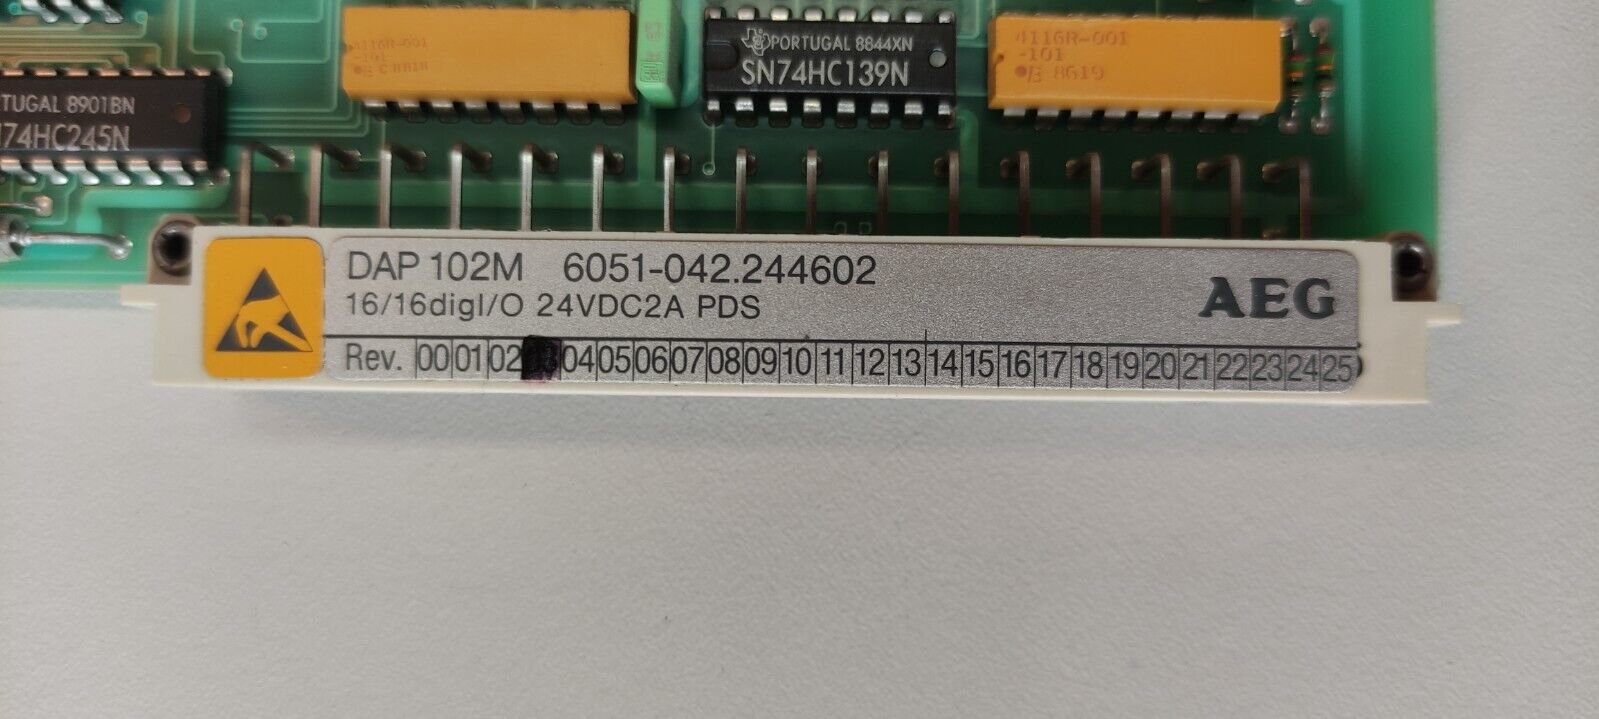 4116R-001
-101
PORTUGAL 8844XN
SN74HC139N
4116R-001
-101
E 8619
TUGAL 8901BN
74HC245N
DAP 102M 6051-042.244602
16/16digI/O 24VDC2A PDS
AEG
Rev. 00 01 02 04 05 06 07 08 09 10 11 12 13 14 15 16 17 18 19 20 21 22 23 24 25